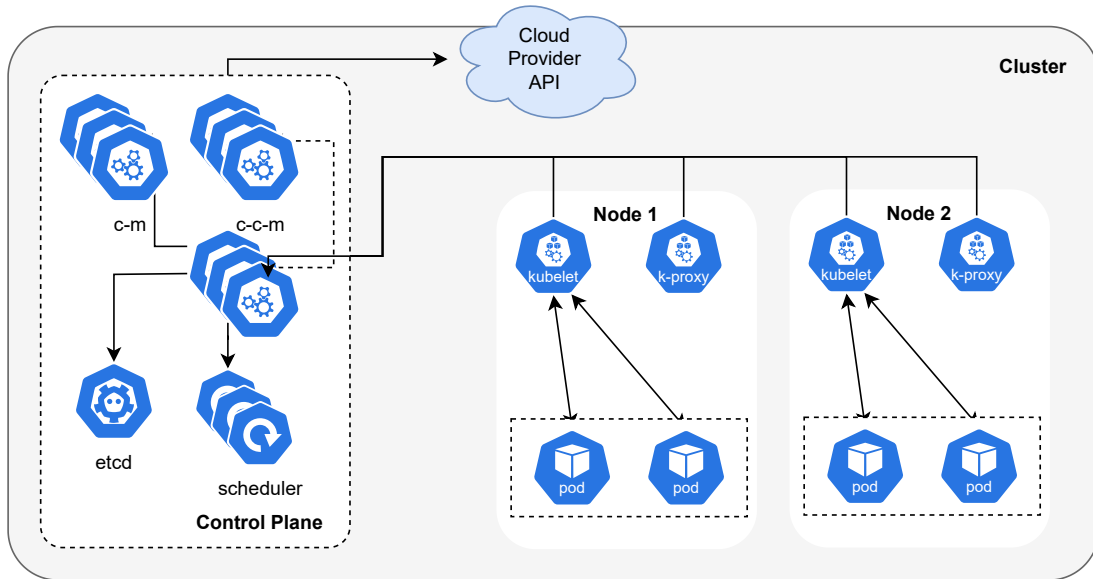 Cloud
Provider
API
Cluster
c-m
c-c-m
etcd
scheduler
Control Plane
Node 1
kubelet
k-proxy
pod
pod
Node 2
kubelet
k-proxy
pod
pod